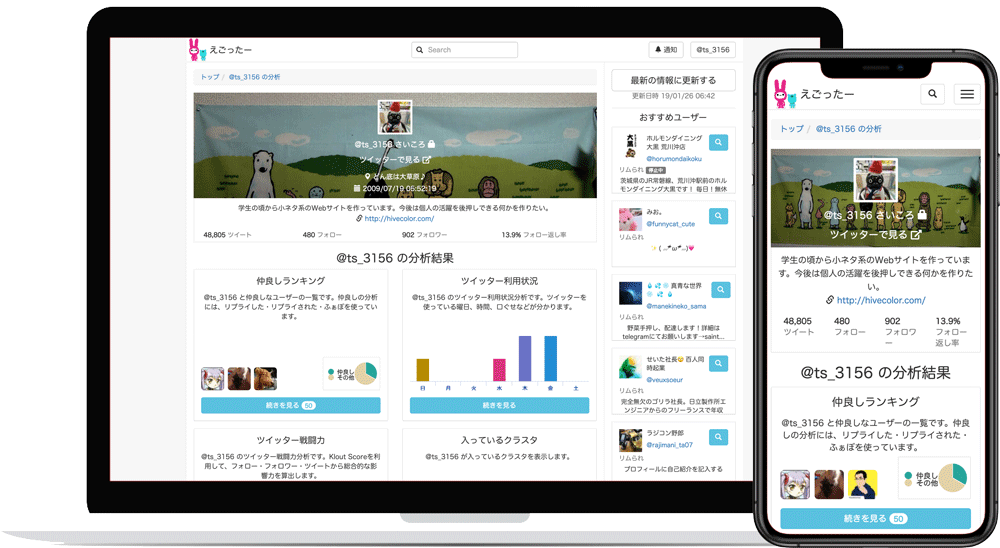 えごったー
Search
通知
@ts_3156
トップ / @ts_3156 の分析
@ts_3156 さいころ
ツイッターで見る
どん底は大草原♪
2009/07/19 06:52:19
学生の頃から小ネタ系のWebサイトを作っています。今後は個人の活躍を後押しできる何かを作りたい。
http://hivecolor.com/
48,805 ツイート
480 フォロー
902 フォロワー
13.9% フォロー返し率
@ts_3156 の分析結果
仲良しランキング
@ts_3156 と仲良しなユーザーの一覧です。仲良しの分析
には、リプライした・リプライされた・ふぁぼを使ってい
ます。
仲良し
その他
続きを見る 50
ツイッター利用状況
@ts_3156 のツイッター利用状況分析です。ツイッターを
使っている曜日、時間、口ぐせなどが分かります。
日 月 火 水 木 金 土
続きを見る
ツイッター戦闘力
@ts_3156 のツイッター戦闘力分析です。Klout Scoreを利
用して、フォロー・フォロワー・ツイートから総合的な影
響力を算出します。
入っているクラスタ
@ts_3156 が入っているクラスタを表示します。
最新の情報に更新する
更新日時 19/01/26 06:42
おすすめユーザー
ホルモンダイニング
大黒 荒川沖店
@horumondaikoku
リムられ 停止中
茨城県のJR常磐線、荒川沖駅前のホル
モンダイニング大黒です! 毎日!無休
みお。
@funnycat_cute
リムられ
真青な世界
@manekineko_sama
リムられ
野菜手押し、配達します!詳細は
telegramにてお願いします→saint...
せいた社長 百人同
時起業
@veuxsoeur
リムられ
完全無欠のゴリラ社長。日立製作所エ
ンジニアからのフリーランスで年収
ラジコン野郎
@rajimani_ta07
リムられ
プロフィールに自己紹介を記入する
えごったー
トップ / @ts_3156 の分析
@ts_3156 さいころ
ツイッターで見る
学生の頃から小ネタ系のWebサイトを作っていま
す。今後は個人の活躍を後押しできる何かを作りた
い。
http://hivecolor.com/
48,805
ツイート
480
フォロー
902
フォロワ
ー
13.9%
フォロー
返し率
@ts_3156 の分析結果
仲良しランキング
@ts_3156 と仲良しなユーザーの一覧です。仲良
しの分析には、リプライした・リプライされた・
ふぁぼを使っています。
仲良し
その他
続きを見る 50